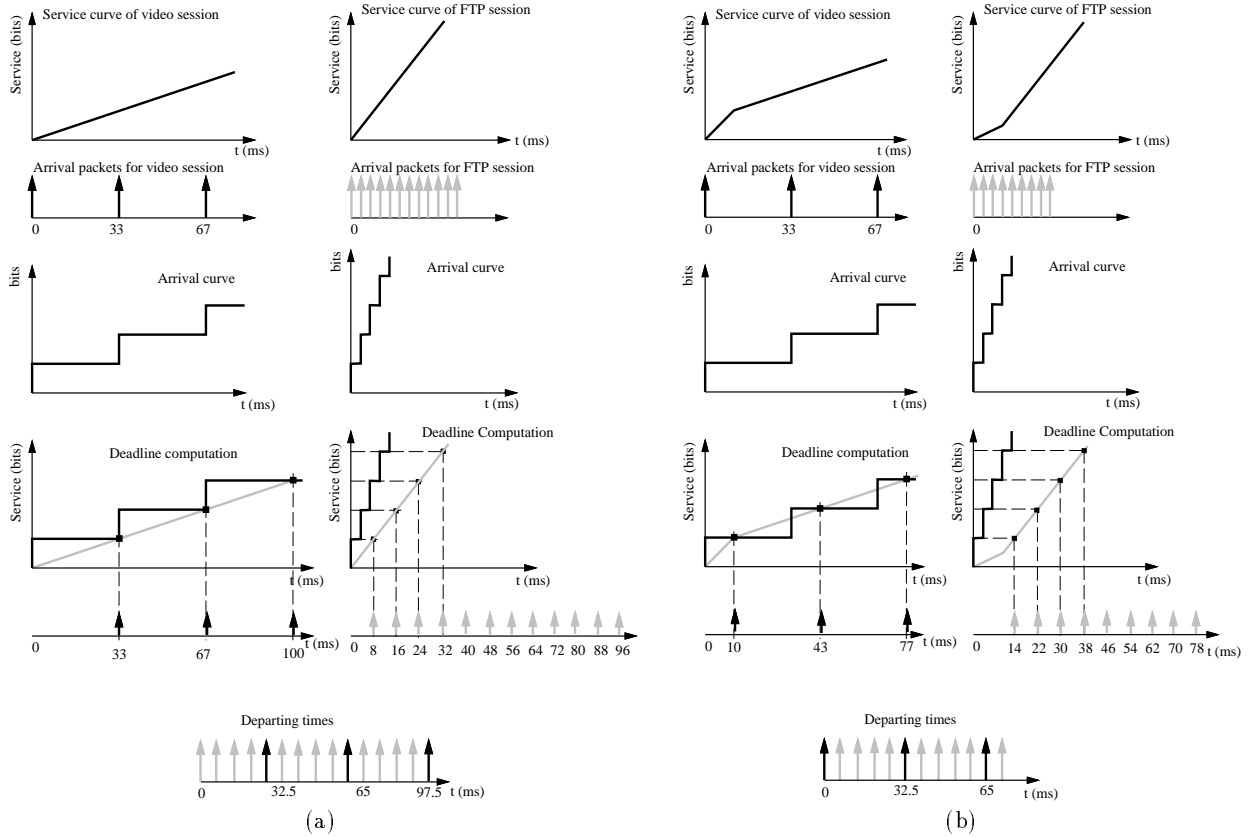 Service curve of video session
Service (bits)
t (ms)
Service curve of FTP session
Service (bits)
t (ms)
Arrival packets for video session
0 33 67
Arrival packets for FTP session
0
bits
Arrival curve
t (ms)
Arrival curve
t (ms)
Service (bits)
Deadline computation
t (ms)
0 33 67 100
t(ms)
Deadline Computation
t (ms)
0 8 16 24 32 40 48 56 64 72 80 88 96
t (ms)
Departing times
0 32.5 65 97.5
t (ms)
(a)
Service curve of video session
Service (bits)
t (ms)
Service curve of FTP session
Service (bits)
t (ms)
Arrival packets for video session
0 33 67
Arrival packets for FTP session
0
bits
Arrival curve
t (ms)
Arrival curve
t (ms)
Service (bits)
Deadline computation
t (ms)
0 10 43 77
t(ms)
Service (bits)
Deadline Computation
t (ms)
0 14 22 30 38 46 54 62 70 78
t (ms)
Departing times
0 32.5 65
t (ms)
(b)